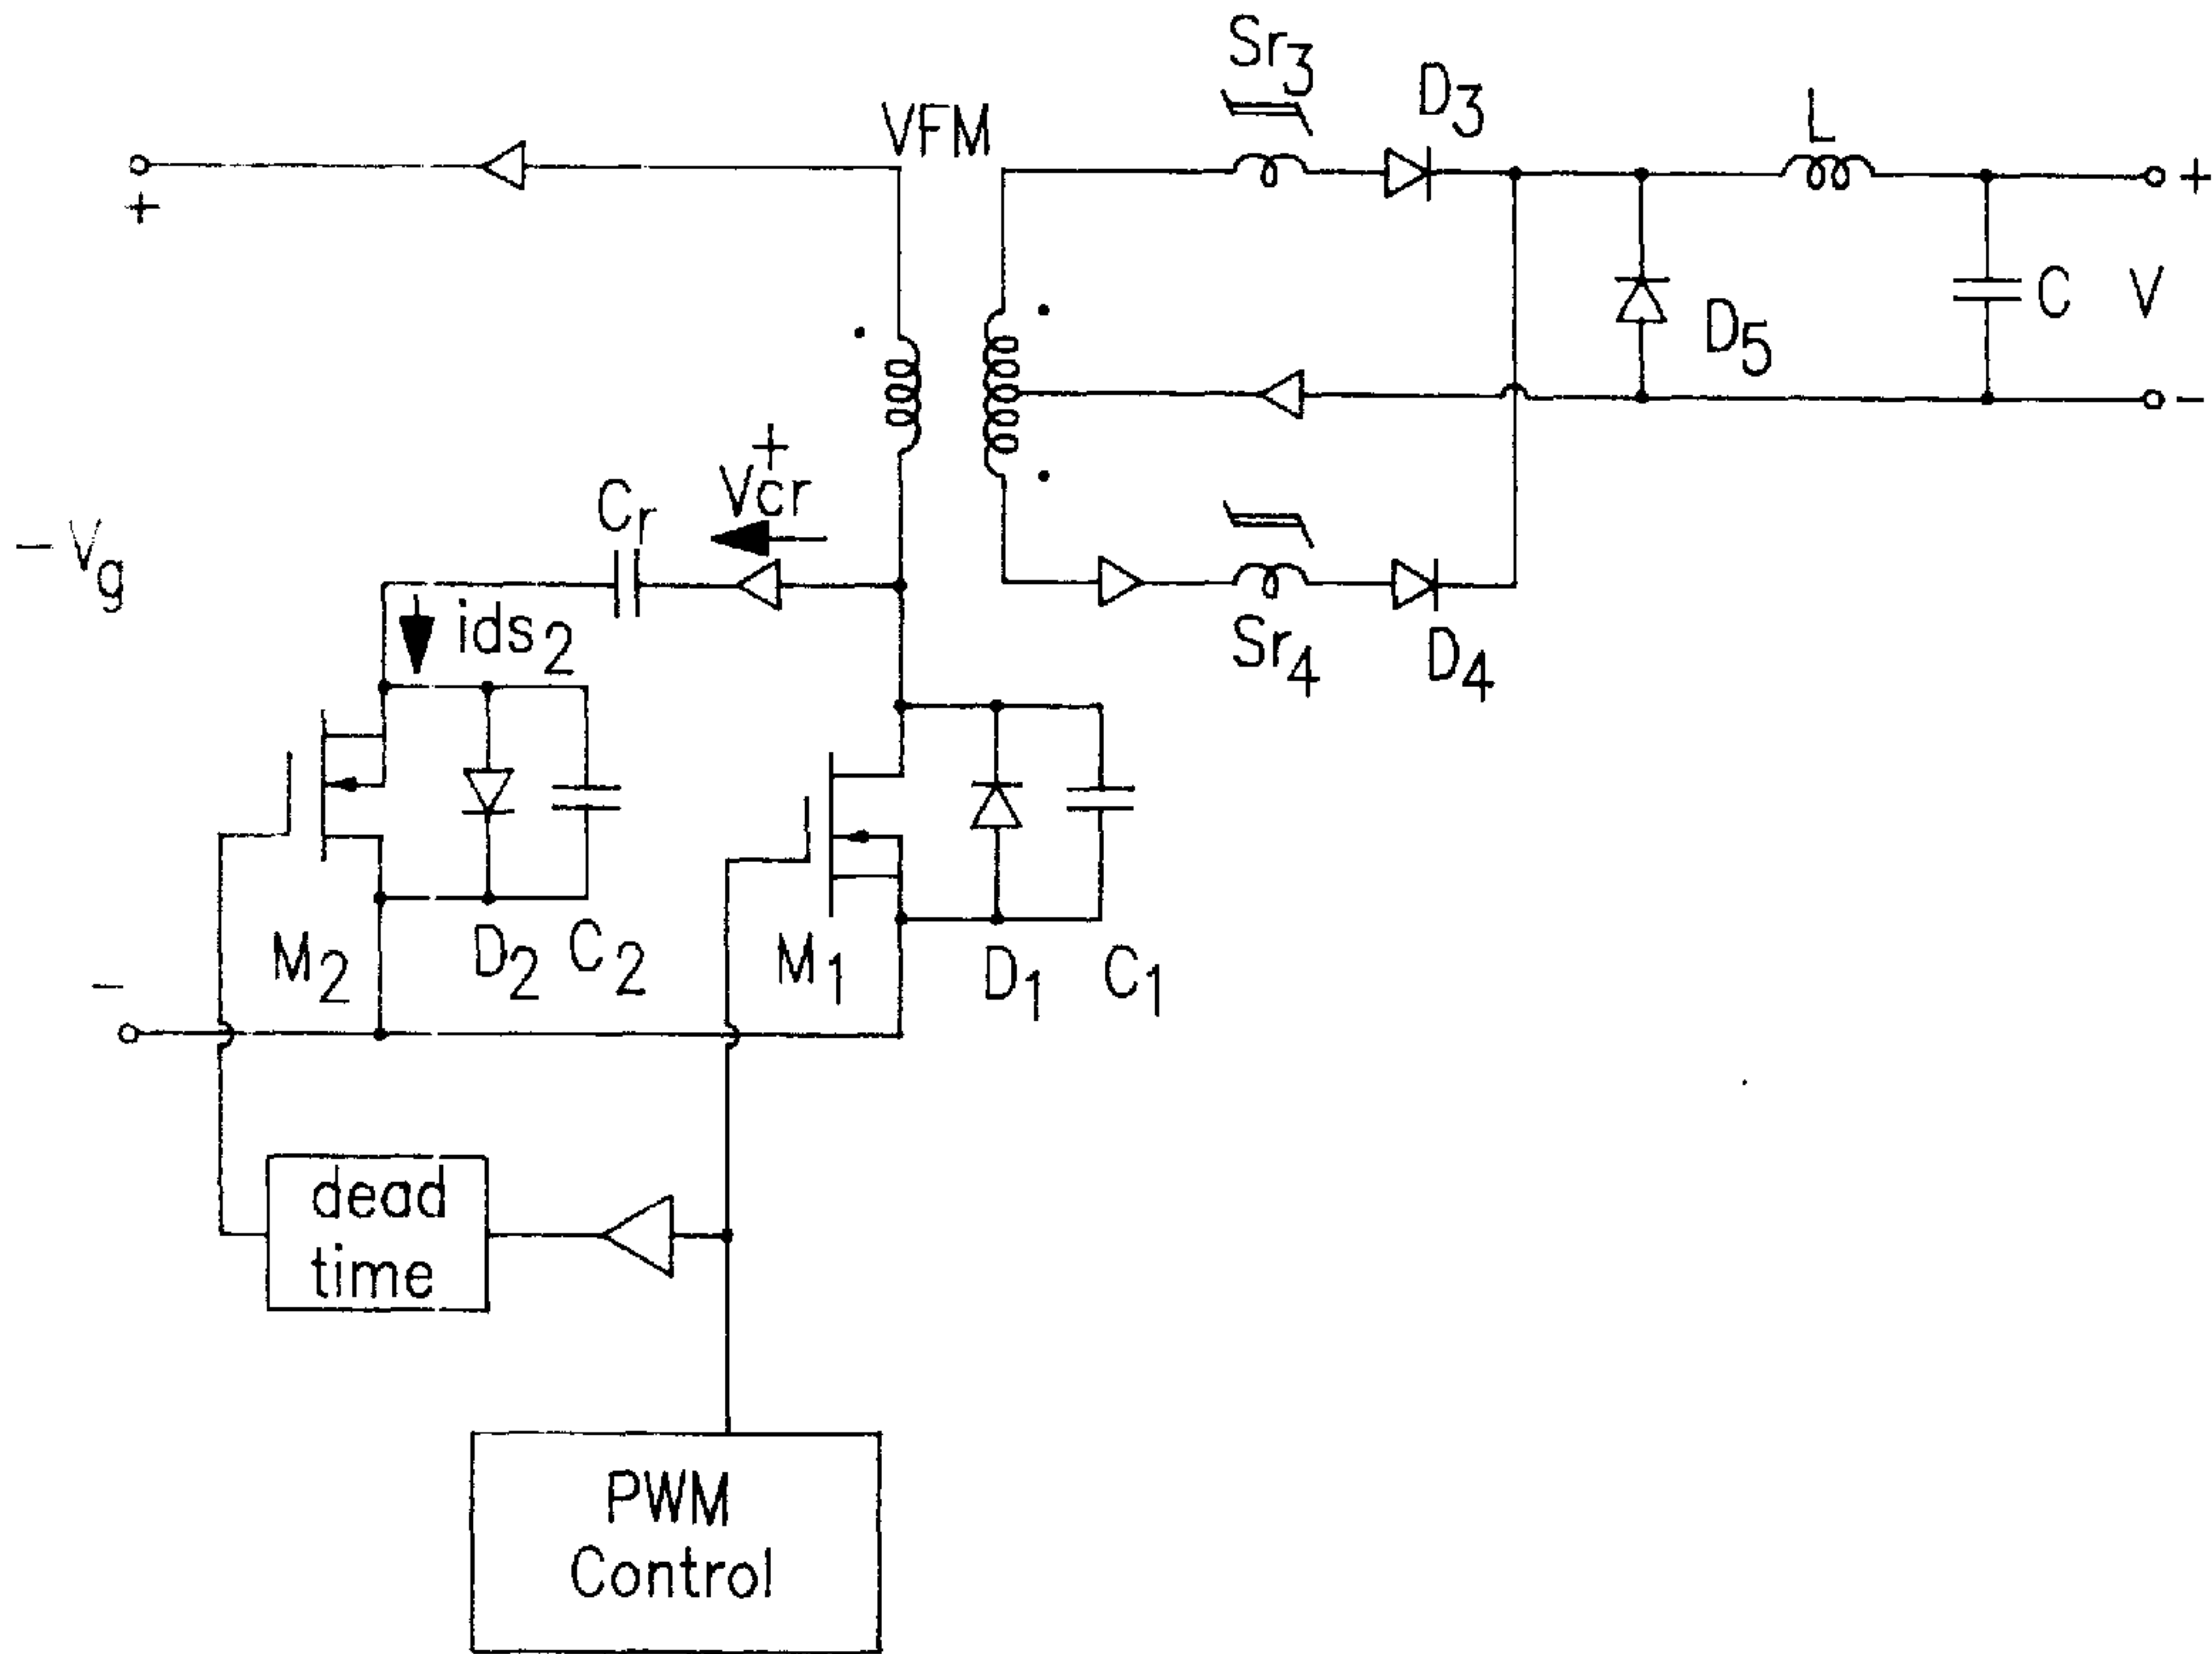 Sr3
D3
L
VFM
+
+
+
Vcr
Cr
D5
C
V
-
-Vg
ids2
Sr4
D4
M2
D2
C2
M1
D1
C1
-
dead
time
PWM
Control